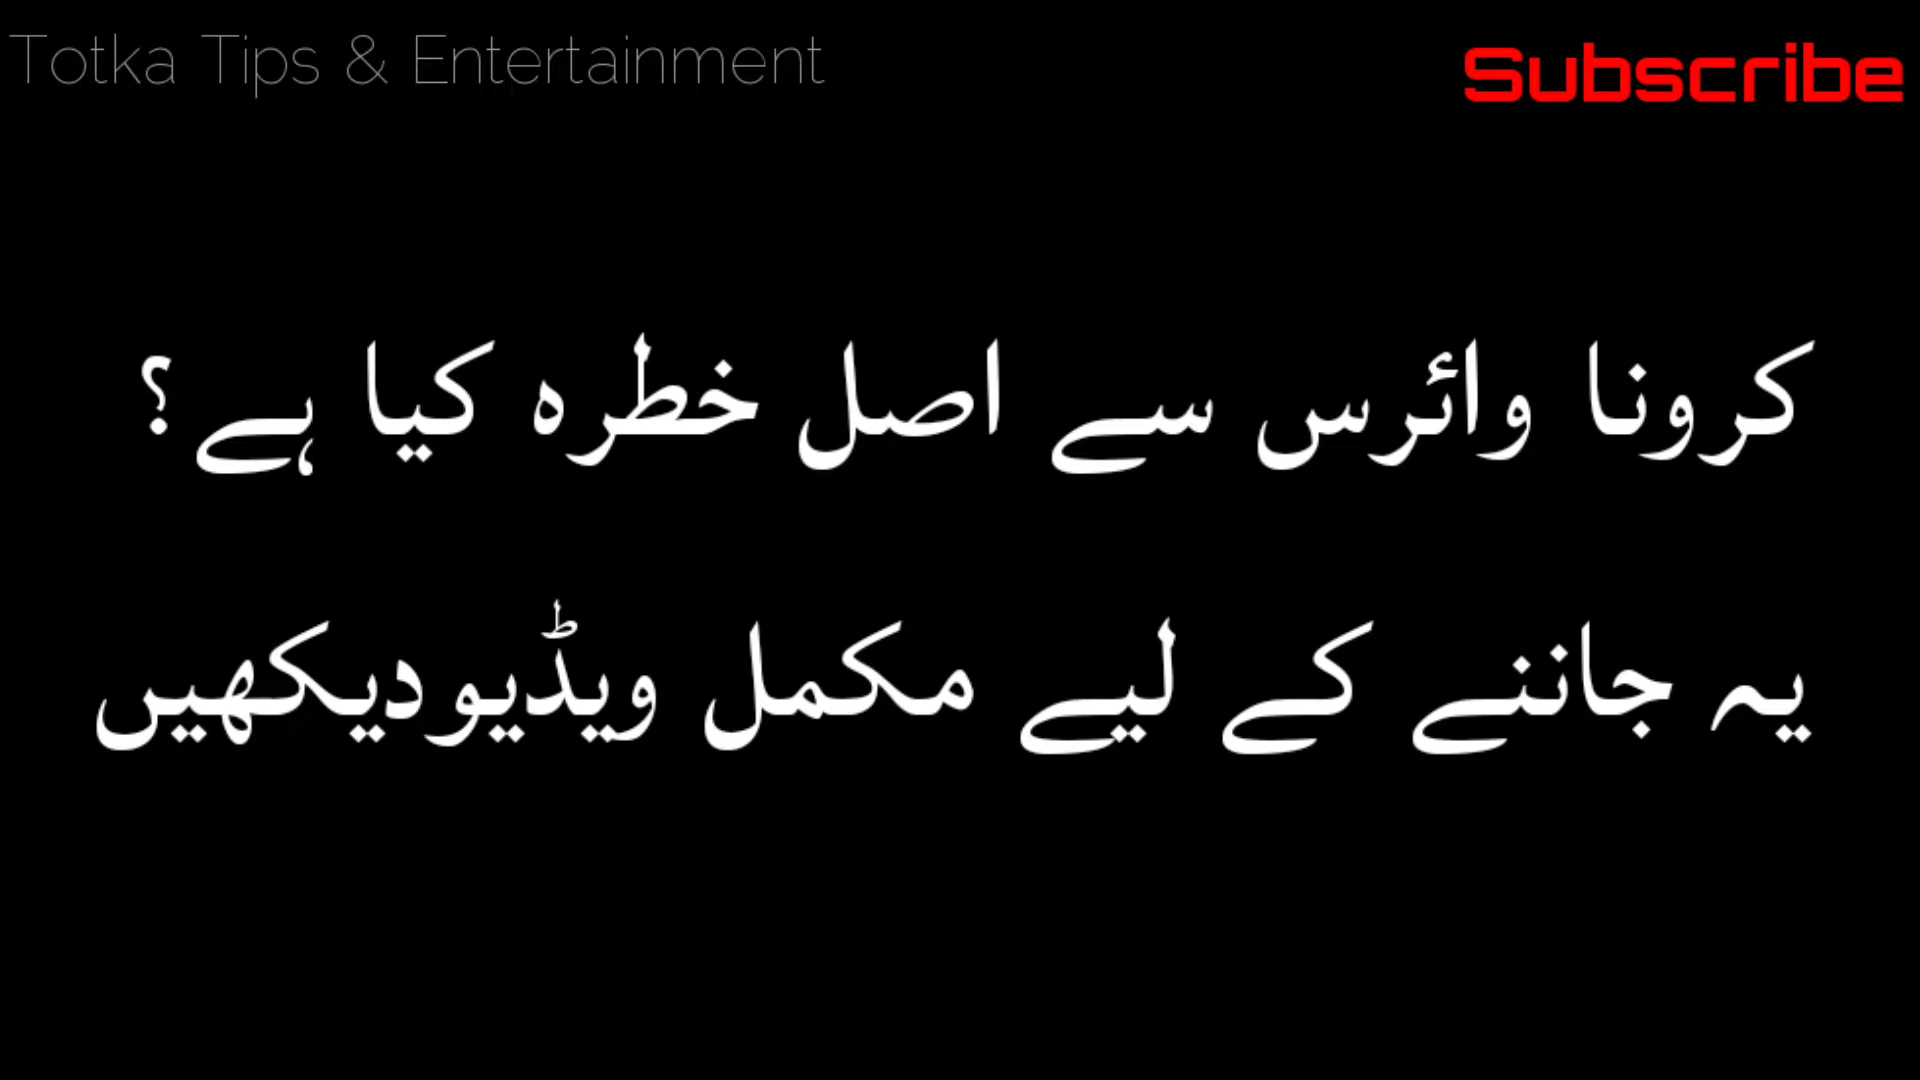 Totka Tips & Entertainment
Subscribe
کرونا وائرس سے اصل خطرہ کیا ہے؟
یہ جاننے کے لیے مکمل ویڈیودیکھیں